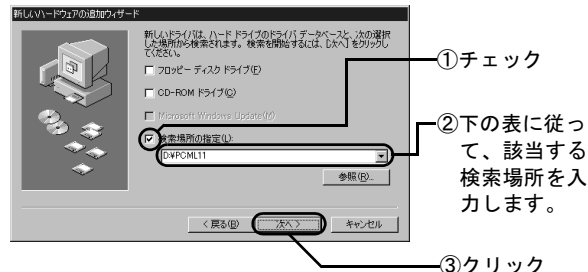 新しいハードウェアの追加ウィザード
新しいドライバは、ハード ドライブのドライバ データベースと、次の選択
した場所から検索されます。検索を開始するには、[次へ] をクリックし
てください。
フロッピー ディスク ドライブ(F)
CD-ROM ドライブ(C)
Microsoft Windows Update(M)
検索場所の指定(L):
D:¥PCML11
参照(R)...
< 戻る(B)
次へ >
キャンセル
①チェック
②下の表に従っ
て、該当する
検索場所を入
力します。
③クリック